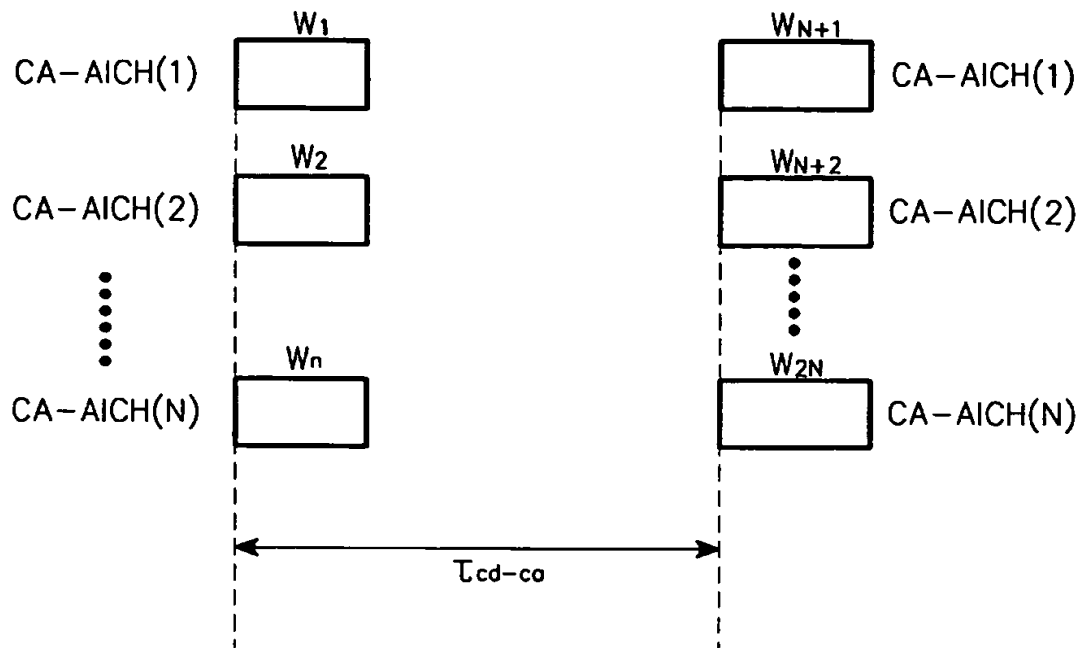 W1 WN+1
CA-AICH(1) CA-AICH(1)
W2 WN+2
CA-AICH(2) CA-AICH(2)
Wn W2N
CA-AICH(N) CA-AICH(N)
τcd-ca